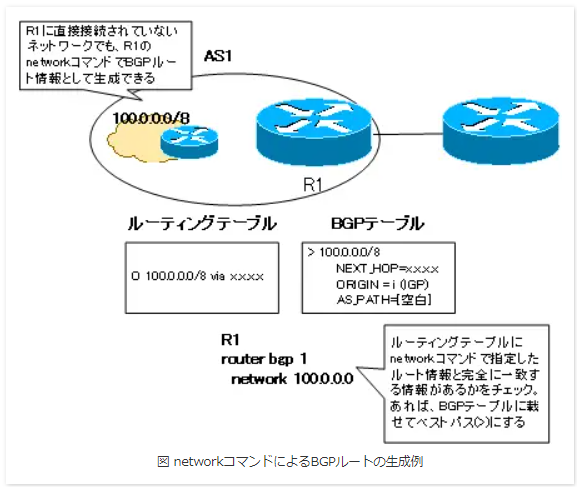 R1に直接接続されていない
ネットワークでも、R1の
networkコマンドでBGPルー
ト情報として生成できる
AS1
100.0.0.0/8
R1
ルーティングテーブル
BGPテーブル
O 100.0.0.0/8 via xxxx
> 100.0.0.0/8
NEXT_HOP=xxxx
ORIGIN = i (IGP)
AS_PATH=[空白]
R1
router bgp 1
network 100.0.0.0
ルーティングテーブルに
networkコマンドで指定した
ルート情報と完全に一致す
る情報があるかをチェック。
あれば、BGPテーブルに載
せてベストパス(>)にする
図 networkコマンドによるBGPルートの生成例